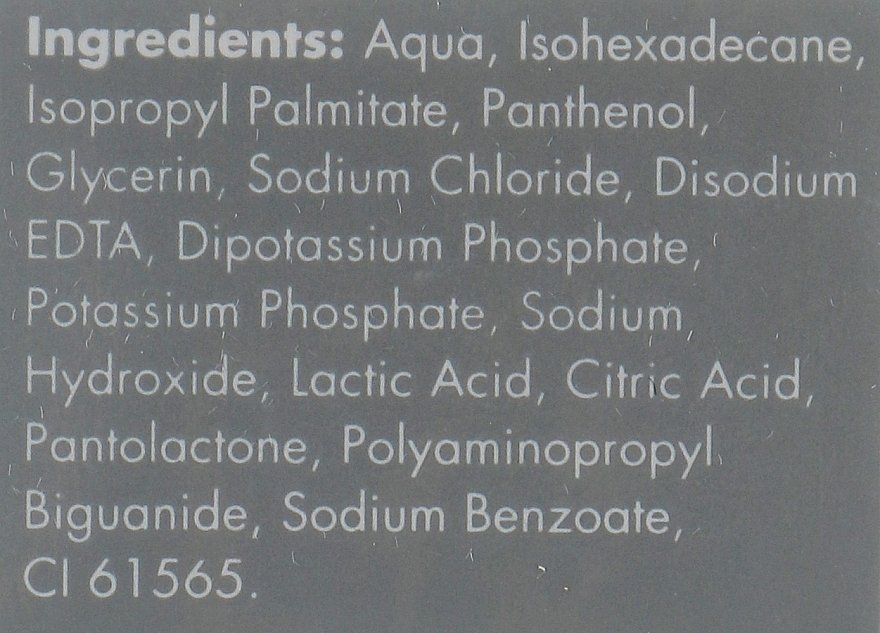 Ingredients: Aqua, Isohexadecane,
Isopropyl Palmitate, Panthenol,
Glycerin, Sodium Chloride, Disodium
EDTA, Dipotassium Phosphate,
Potassium Phosphate, Sodium
Hydroxide, Lactic Acid, Citric Acid,
Pantolactone, Polyaminopropyl
Biguanide, Sodium Benzoate,
CI 61565.